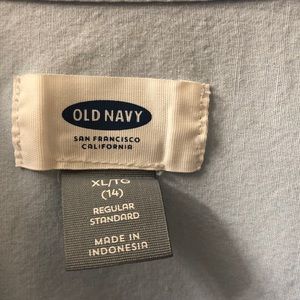 OLD NAVY
SAN FRANCISCO
CALIFORNIA
XL/TG
(14)
REGULAR
STANDARD
MADE IN
INDONESIA